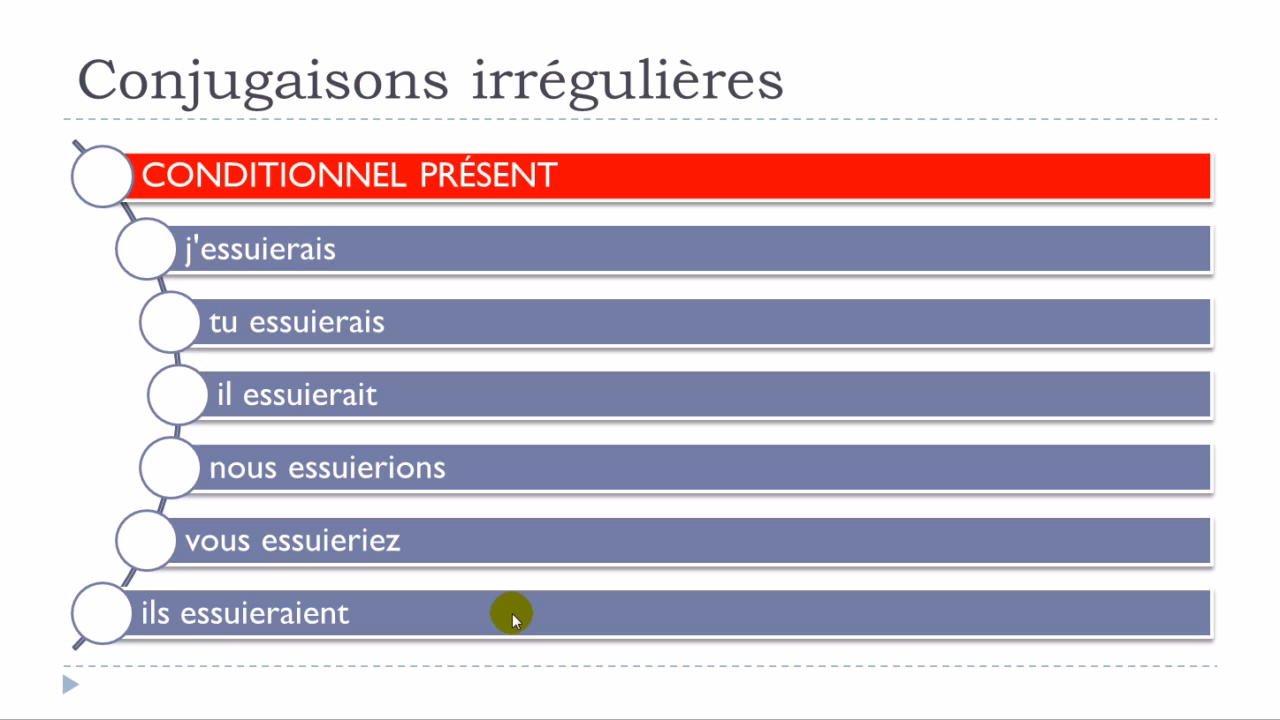 Conjugaisons irrégulières
CONDITIONNEL PRÉSENT
j'essuierais
tu essuierais
il essuierait
nous essuierions
vous essuieriez
ils essuieraient